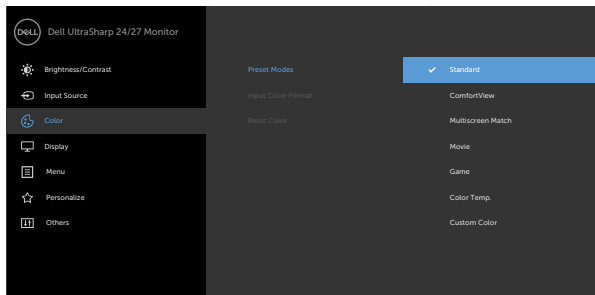 DELL Dell UltraSharp 24/27 Monitor
Brightness/Contrast Preset Modes Standard
Input Source Input Color Format ComfortView
Color Reset Color Multiscreen Match
Display Movie
Menu Game
Personalize Color Temp.
Others Custom Color